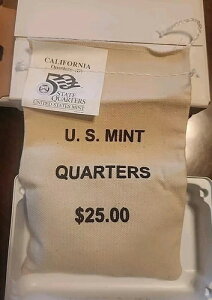 CALIFORNIA
50
STATE
QUARTERS
UNITED STATES MINT
U. S. MINT
QUARTERS
$25.00